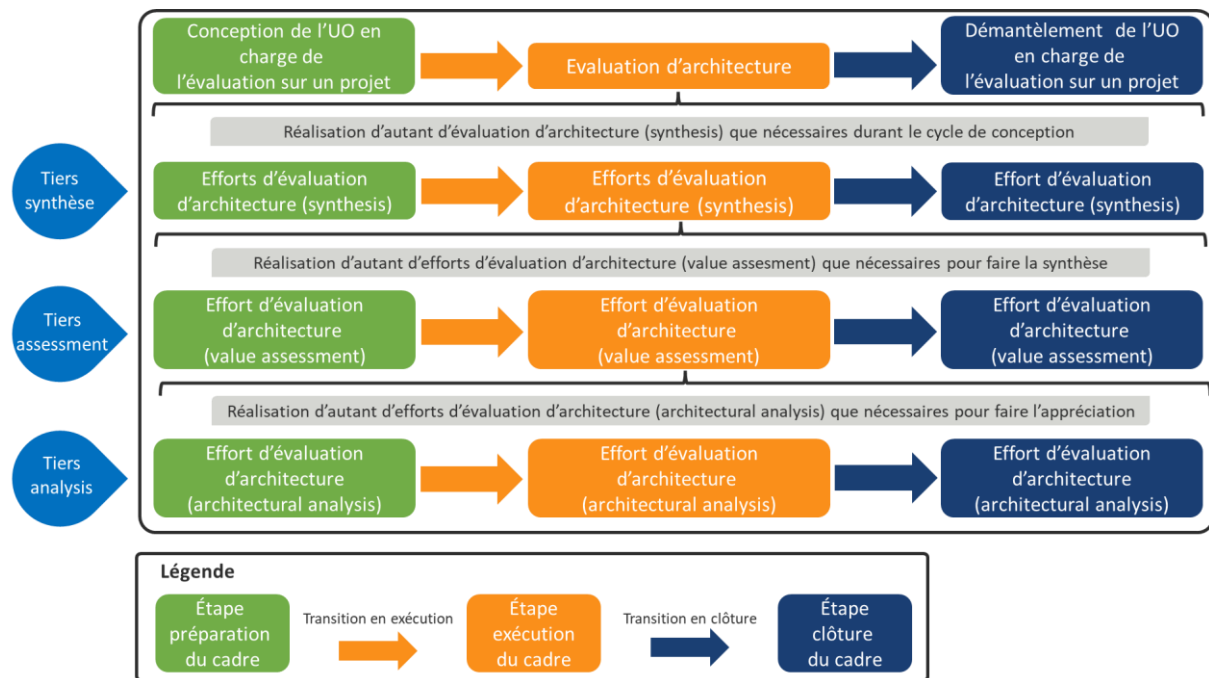 Conception de l'UO en
charge de
l'évaluation sur un projet
Evaluation d'architecture
Démantèlement de l'UO
en charge de
l'évaluation sur un projet
Réalisation d'autant d'évaluation d'architecture (synthesis) que nécessaires durant le cycle de conception
Tiers
synthèse
Efforts d'évaluation
d'architecture (synthesis)
Efforts d'évaluation
d'architecture (synthesis)
Effort d'évaluation
d'architecture (synthesis)
Réalisation d'autant d'efforts d'évaluation d'architecture (value assesment) que nécessaires pour faire la synthèse
Tiers
assessment
Effort d'évaluation
d'architecture
(value assessment)
Effort d'évaluation
d'architecture
(value assessment)
Effort d'évaluation
d'architecture
(value assessment)
Réalisation d'autant d'efforts d'évaluation d'architecture (architectural analysis) que nécessaires pour faire l'appréciation
Tiers
analysis
Effort d'évaluation
d'architecture
(architectural analysis)
Effort d'évaluation
d'architecture
(architectural analysis)
Effort d'évaluation
d'architecture
(architectural analysis)
Légende
Étape
préparation
du cadre
Transition en exécution
Étape
exécution
du cadre
Transition en clôture
Étape
clôture
du cadre